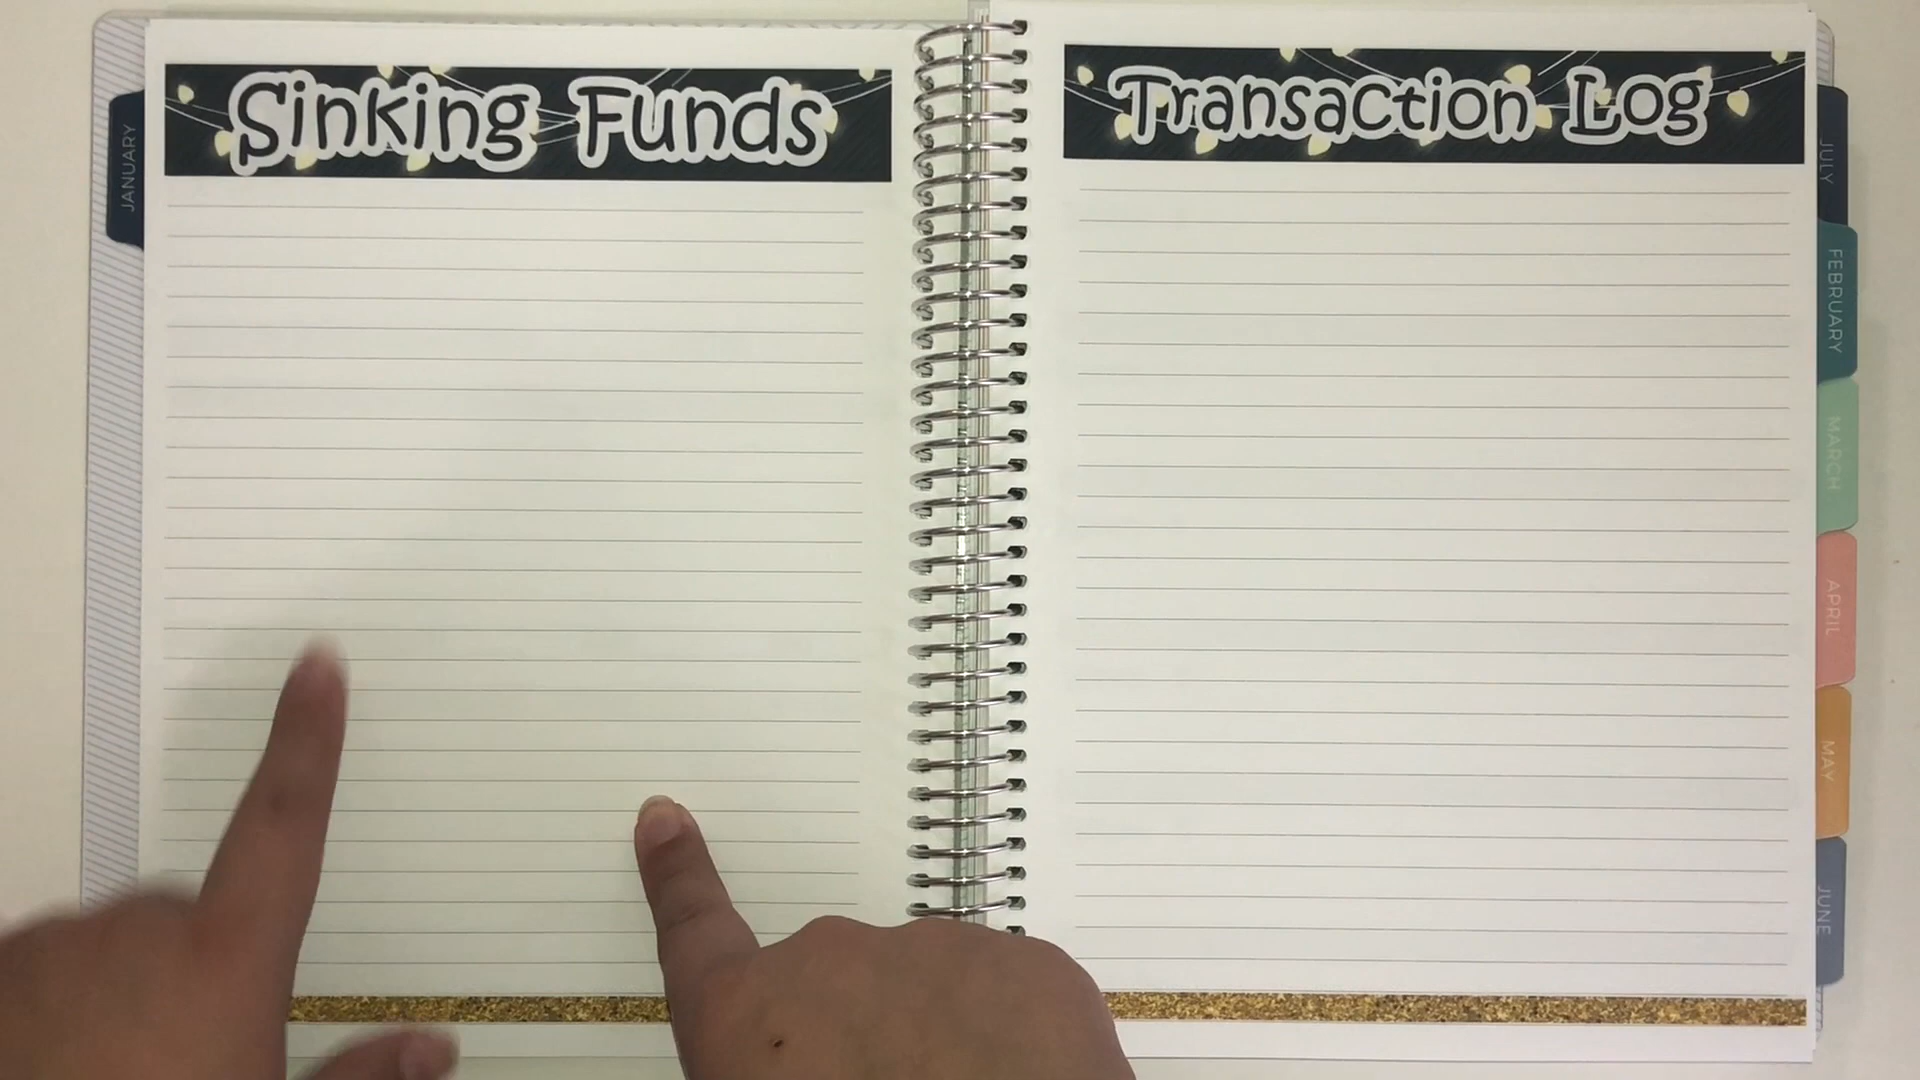 Sinking Funds
Transaction Log
JANUARY
JULY
FEBRUARY
MARCH
APRIL
MAY
JUNE